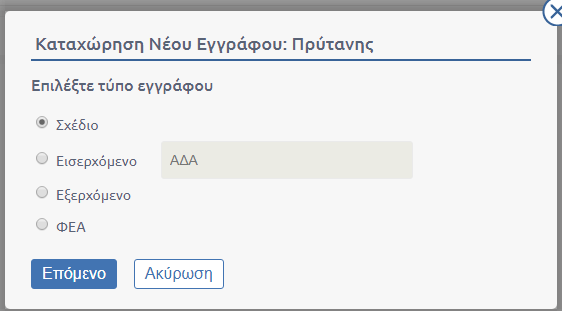 Καταχώρηση Νέου Εγγράφου: Πρύτανης
Επιλέξτε τύπο εγγράφου
Σχέδιο
Εισερχόμενο ΑΔΑ
Εξερχόμενο
ΦΕΑ
Επόμενο Ακύρωση